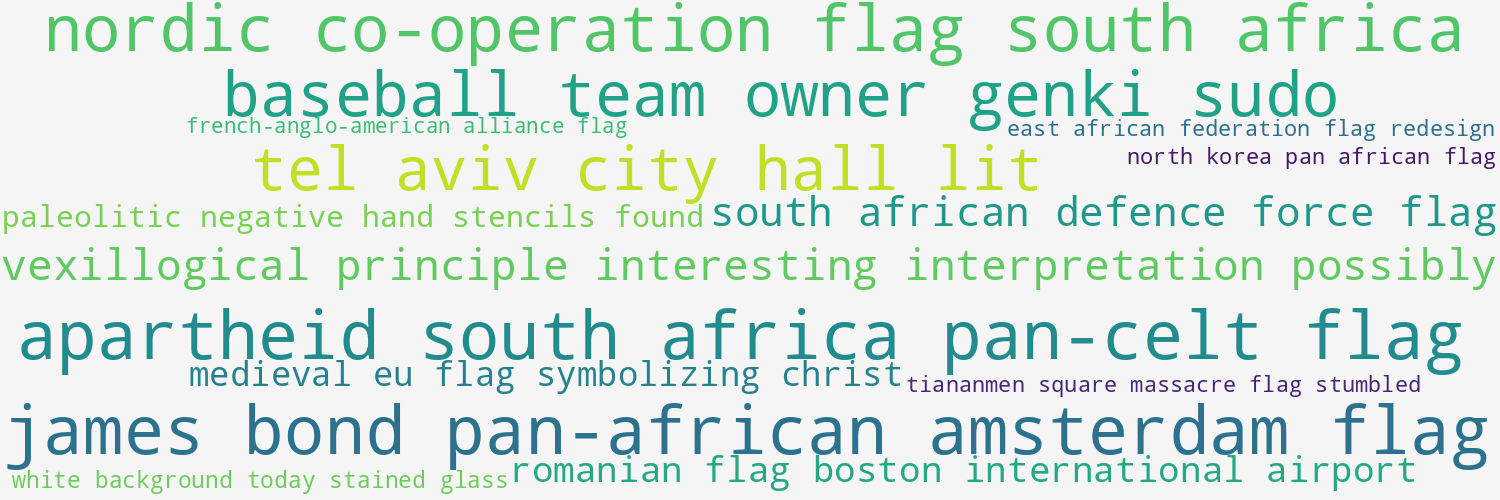 nordic co-operation flag south africa
baseball team owner genki sudo
french-anglo-american alliance flag
east african federation flag redesign
tel aviv city hall lit
north korea pan african flag
paleolitic negative hand stencils found
south african defence force flag
vexillogical principle interesting interpretation possibly
apartheid south africa pan-celt flag
medieval eu flag symbolizing christ
tiananmen square massacre flag stumbled
james bond pan-african amsterdam flag
white background today stained glass
romanian flag boston international airport